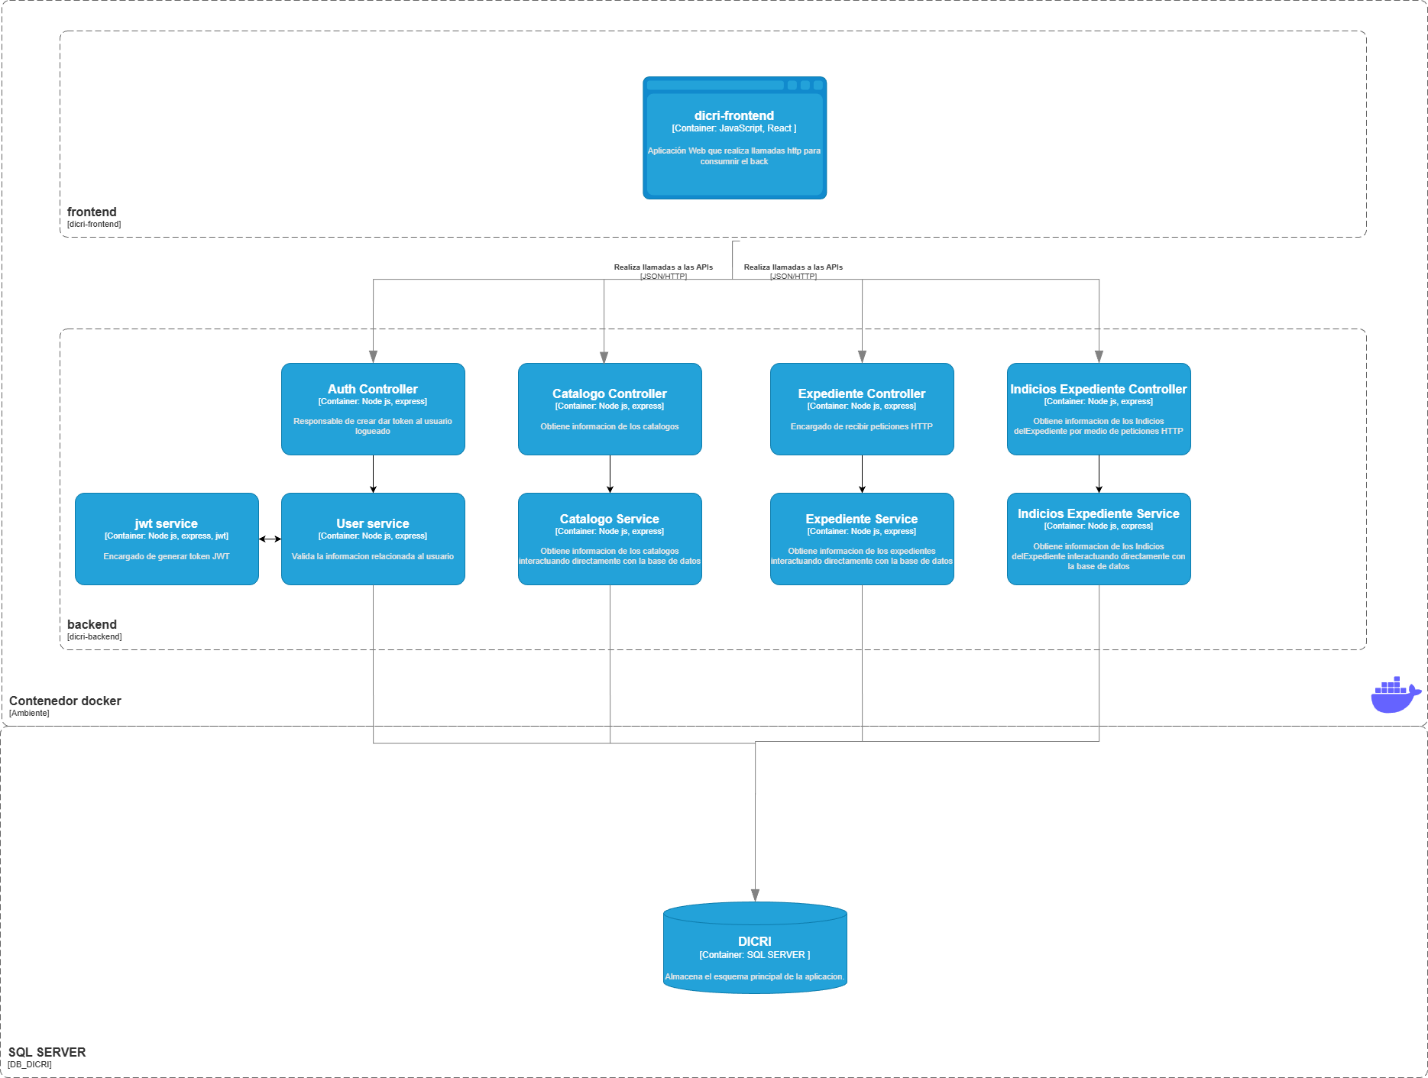 dicri-frontend
[Container: JavaScript, React ]
Aplicación Web que realiza llamadas http para
consumnir el back
frontend
[dicri-frontend]
Realiza llamadas a las APIs
[JSON/HTTP]
Realiza llamadas a las APIs
[JSON/HTTP]
Auth Controller
[Container: Node js, express]
Responsable de crear dar token al usuario
logueado
Catalogo Controller
[Container: Node js, express]
Obtiene informacion de los catalogos
Expediente Controller
[Container: Node js, express]
Encargado de recibir peticiones HTTP
Indicios Expediente Controller
[Container: Node js, express]
Obtiene informacion de los Indicios
delExpediente por medio de peticiones HTTP
jwt service
[Container: Node js, express, jwt]
Encargado de generar token JWT
User service
[Container: Node js, express]
Valida la informacion relacionada al usuario
Catalogo Service
[Container: Node js, express]
Obtiene informacion de los catalogos
interactuando directamente con la base de datos
Expediente Service
[Container: Node js, express]
Obtiene informacion de los expedientes
interactuando directamente con la base de datos
Indicios Expediente Service
[Container: Node js, express]
Obtiene informacion de los Indicios
delExpediente interactuando directamente con
la base de datos
backend
[dicri-backend]
Contenedor docker
[Ambiente]
DICRI
[Container: SQL SERVER ]
Almacena el esquema principal de la aplicacion.
SQL SERVER
[DB_DICRI]